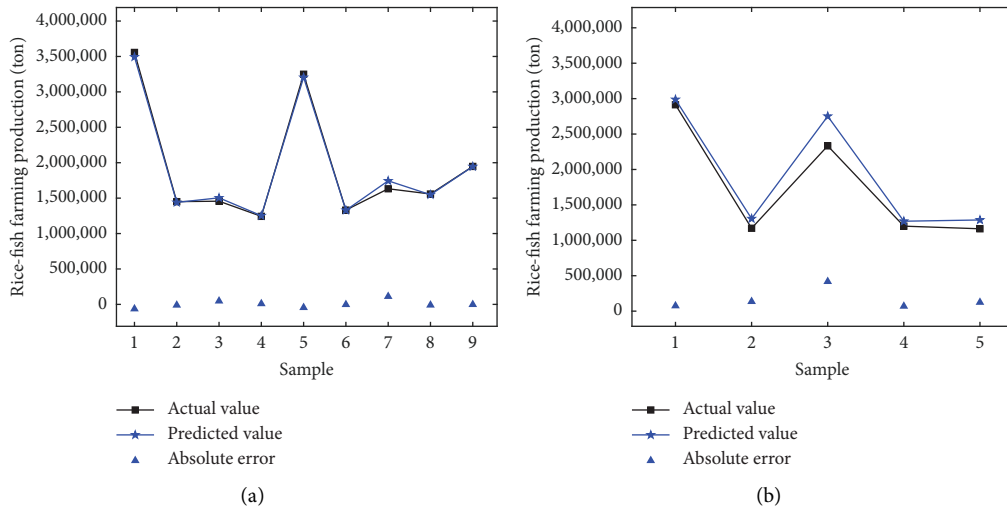 4,000,000
3,500,000
3,000,000
2,500,000
2,000,000
1,500,000
1,000,000
500,000
0
Rice-fish farming production (ton)
1 2 3 4 5 6 7 8 9
Sample
Actual value
Predicted value
Absolute error
(a)
4,000,000
3,500,000
3,000,000
2,500,000
2,000,000
1,500,000
1,000,000
500,000
0
Rice-fish farming production (ton)
1 2 3 4 5
Sample
Actual value
Predicted value
Absolute error
(b)